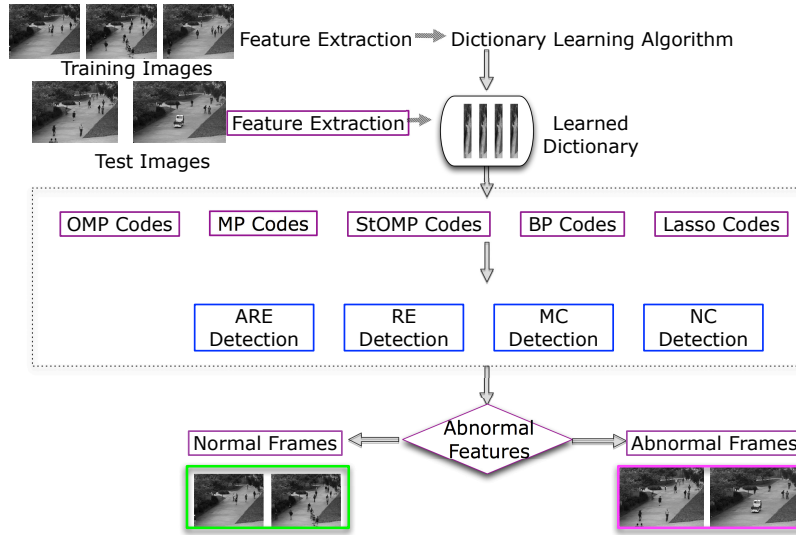 Feature Extraction
Dictionary Learning Algorithm
Training Images
Feature Extraction
Learned
Dictionary
Test Images
OMP Codes
MP Codes
StOMP Codes
BP Codes
Lasso Codes
ARE
Detection
RE
Detection
MC
Detection
NC
Detection
Abnormal
Features
Normal Frames
Abnormal Frames